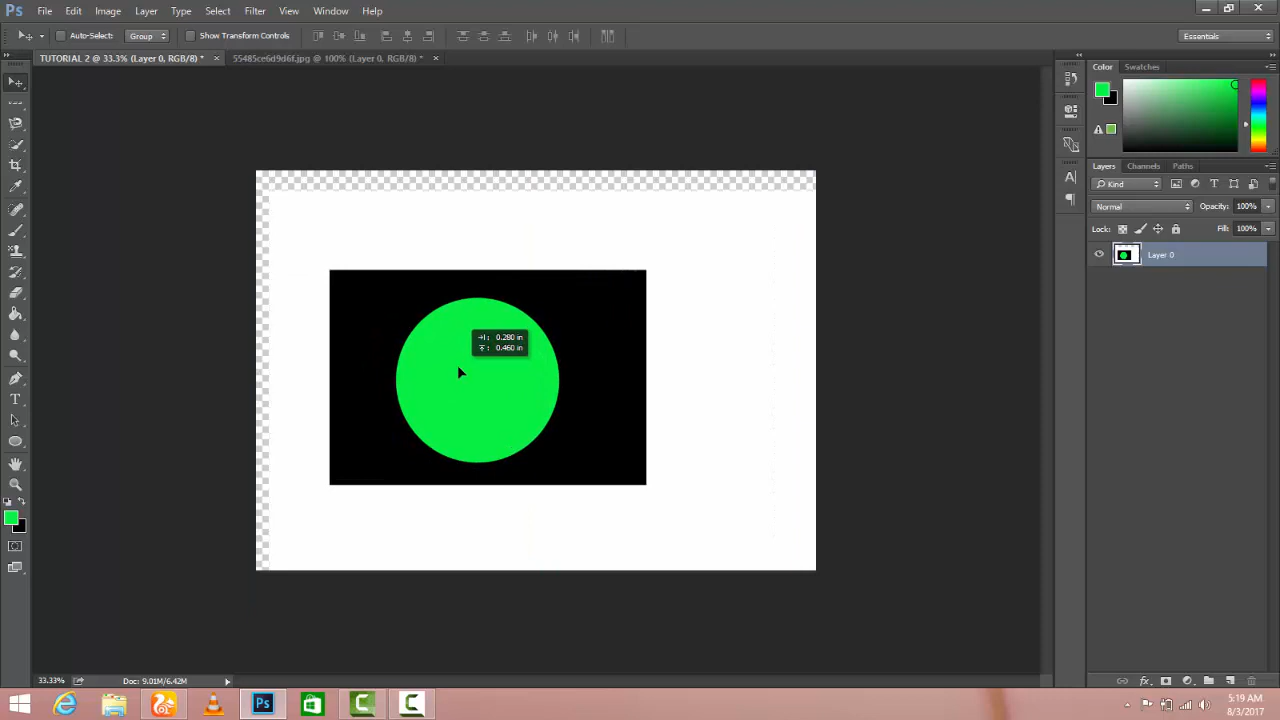 Ps File Edit Image Layer Type Select Filter View Window Help
Auto-Select: Group Show Transform Controls Essentials
TUTORIAL 2 @ 33.3% (Layer 0, RGB/8) * × 55485ce6d9d6f.jpg @ 100% (Layer 0, RGB/8) * ×
Color Swatches
Layers Channels Paths
Kind
Normal Opacity: 100%
Lock: Fill: 100%
Layer 0
0.280 in
0.460 in
33.33% Doc: 9.01M/6.42M
5:19 AM
8/3/2017